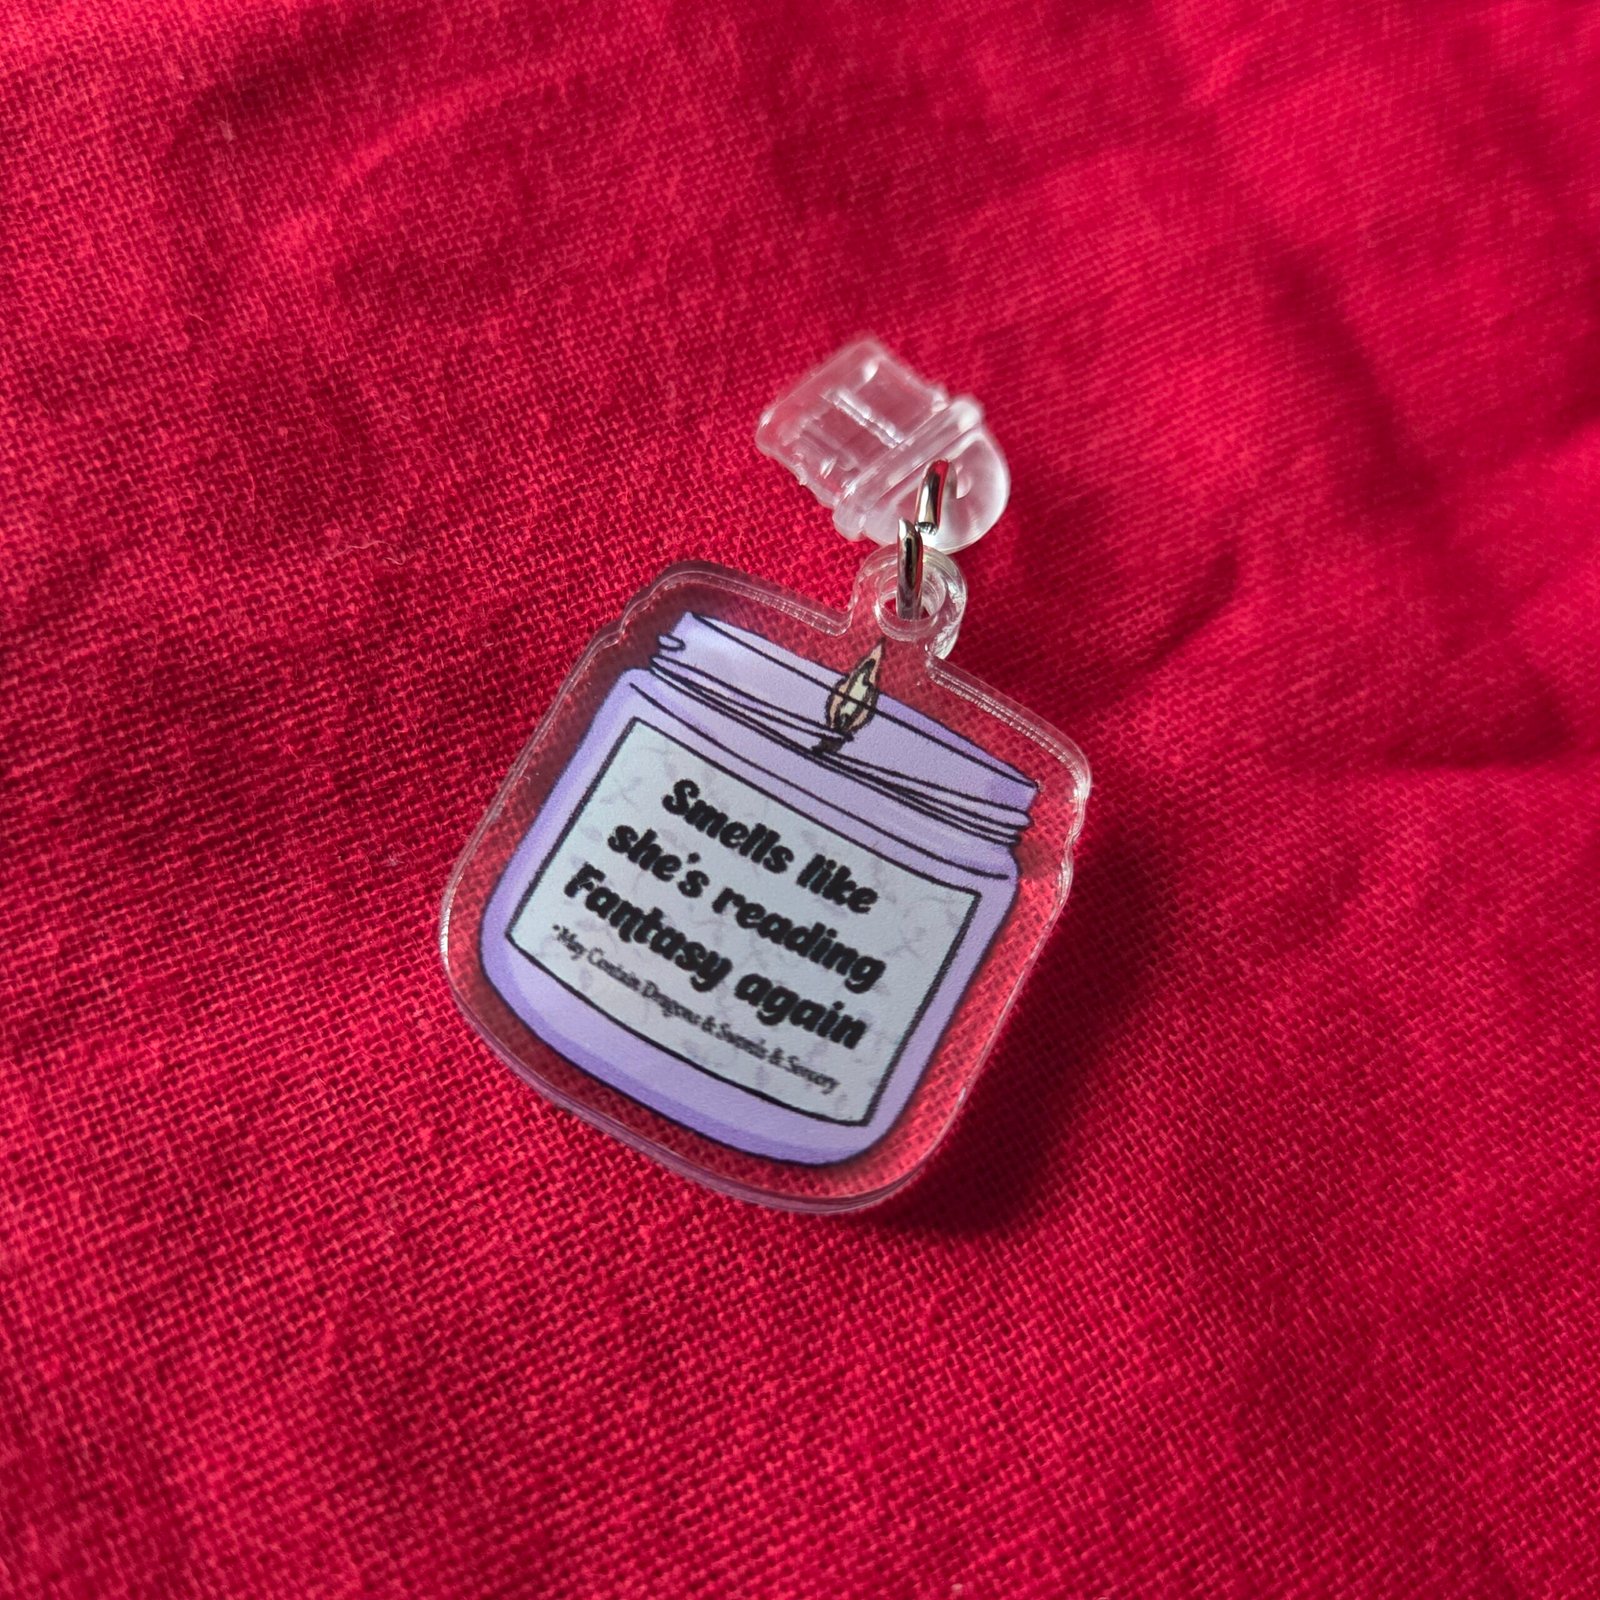 Smells like
she's reading
Fantasy again
*May Contain Dragons & Swords & Sorcery